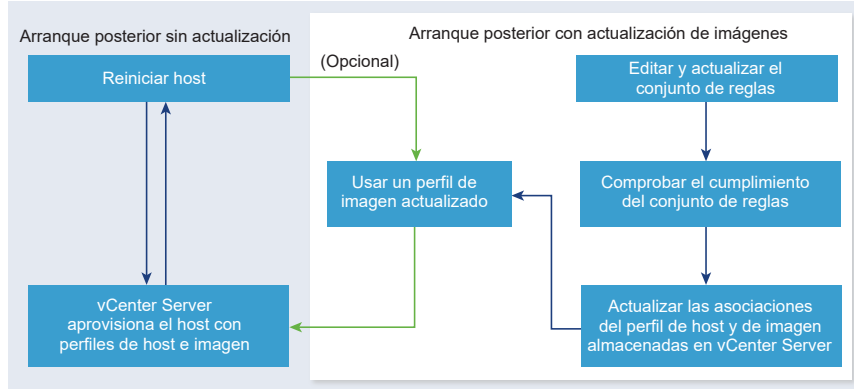 Arranque posterior sin actualización
Reiniciar host
vCenter Server
aprovisiona el host con
perfiles de host e imagen
Arranque posterior con actualización de imágenes
(Opcional)
Usar un perfil de
imagen actualizado
Editar y actualizar el
conjunto de reglas
Comprobar el cumplimiento
del conjunto de reglas
Actualizar las asociaciones
del perfil de host y de imagen
almacenadas en vCenter Server